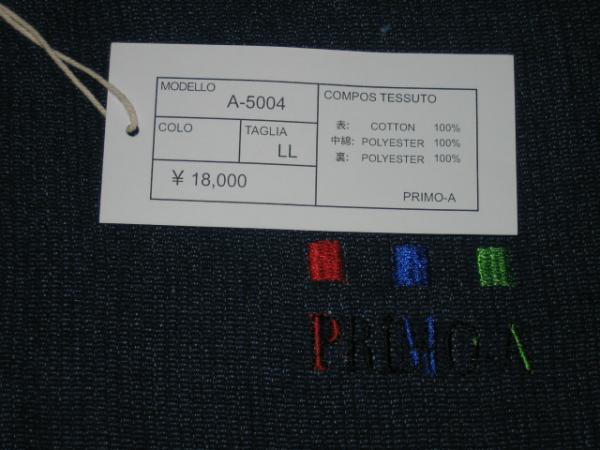 MODELLO
A-5004
COLO
TAGLIA
LL
¥ 18,000
COMPOS TESSUTO
表: COTTON 100%
中綿: POLYESTER 100%
裏: POLYESTER 100%
PRIMO-A
PRIMO-A